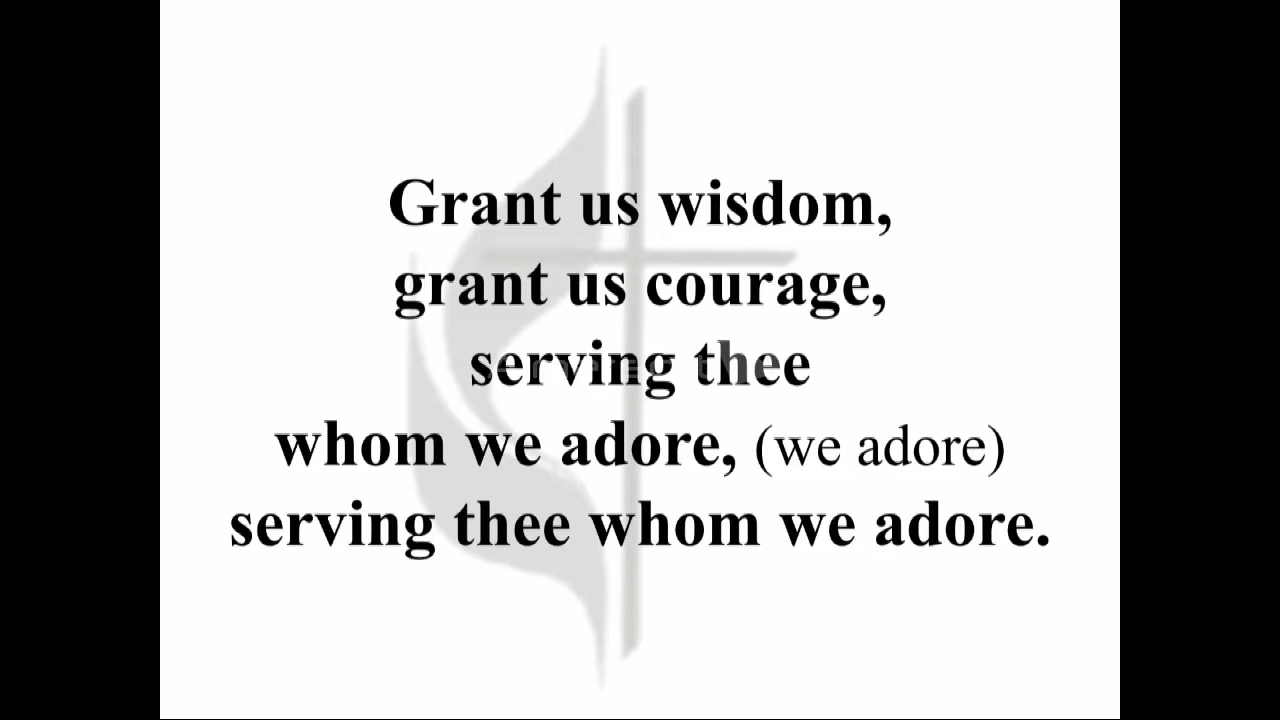 Grant us wisdom,
grant us courage,
serving thee
whom we adore, (we adore)
serving thee whom we adore.